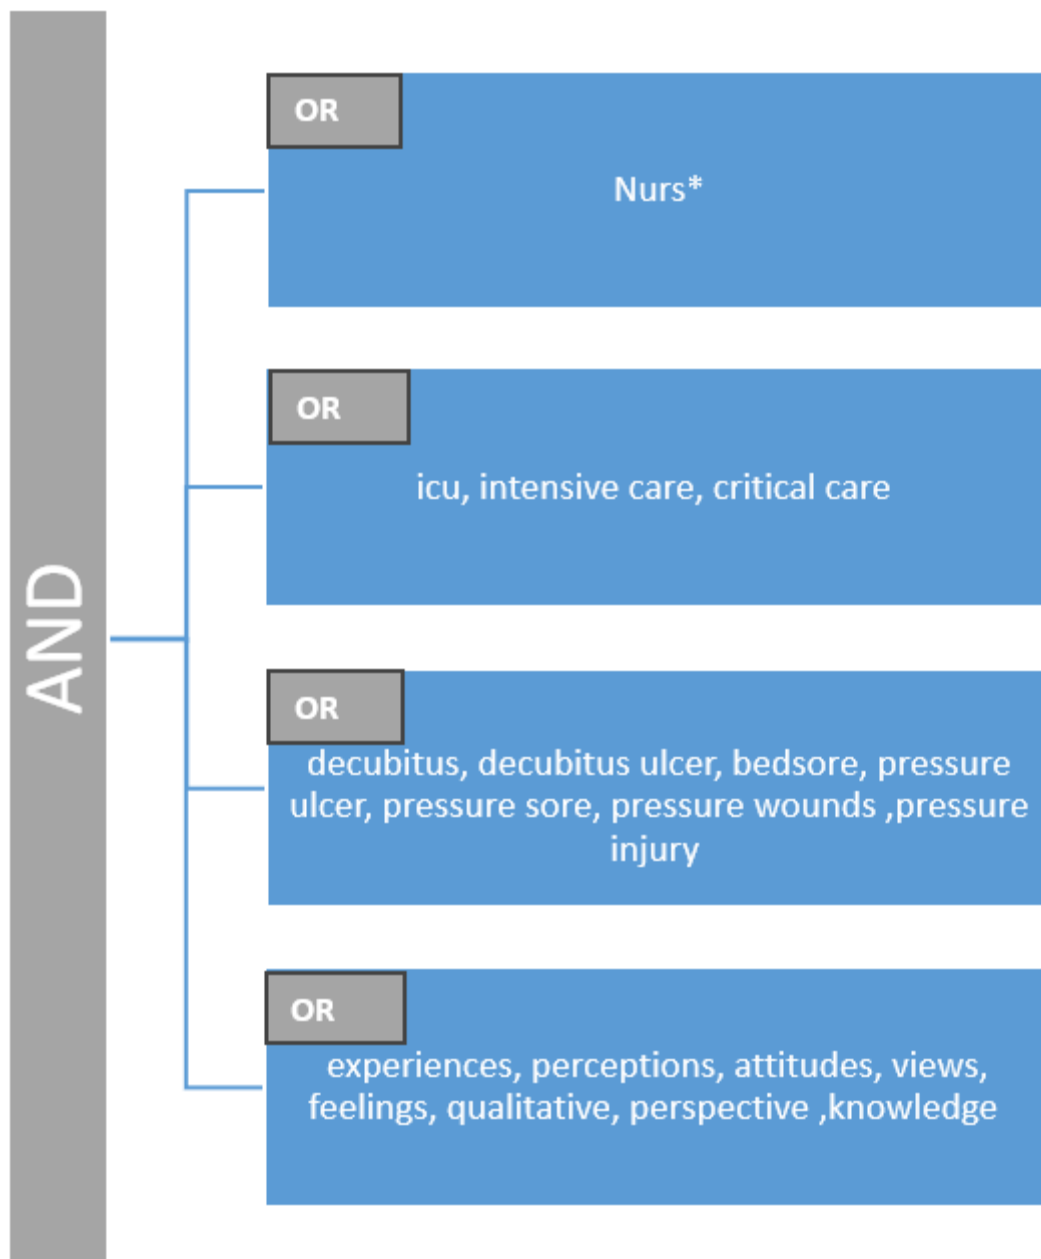 AND
OR
Nurs*
OR
icu, intensive care, critical care
OR
decubitus, decubitus ulcer, bedsore, pressure
ulcer, pressure sore, pressure wounds ,pressure
injury
OR
experiences, perceptions, attitudes, views,
feelings, qualitative, perspective ,knowledge